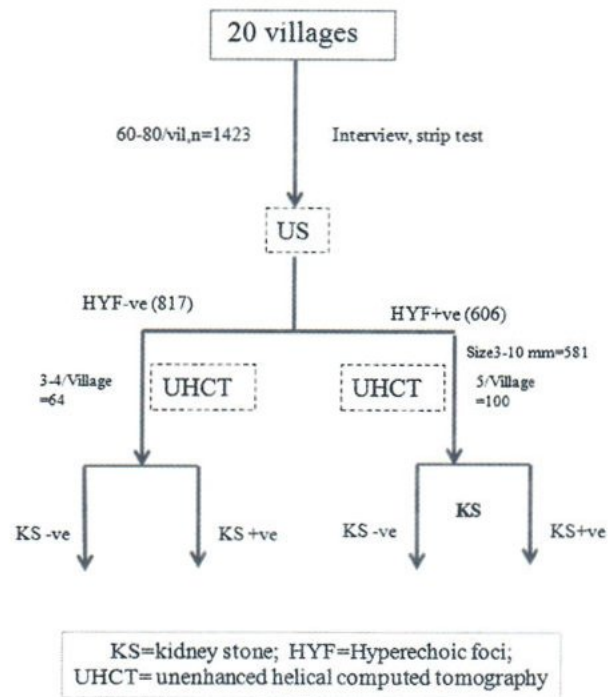 20 villages
60-80/vil,n=1423
Interview, strip test
US
HYF-ve (817)
HYF+ve (606)
Size3-10 mm=581
3-4/Village
=64
UHCT
UHCT
5/Village
=100
KS -ve
KS +ve
KS -ve
KS
KS+ve
KS=kidney stone; HYF=Hyperechoic foci;
UHCT= unenhanced helical computed tomography